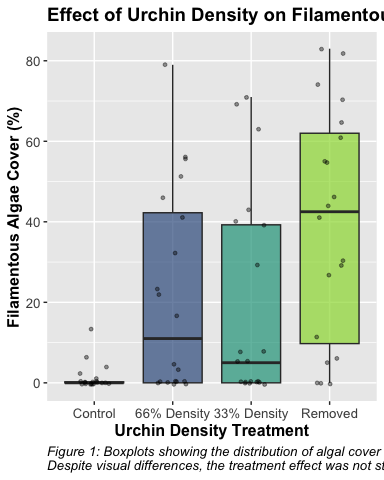 Effect of Urchin Density on
Filamentous Algae Cover (%)
80
60
40
20
0
Control 66% Density 33% Density Removed
Urchin Density Treatment
Figure 1: Boxplots showing the distribution of algal cover
Despite visual differences, the treatment effect was not